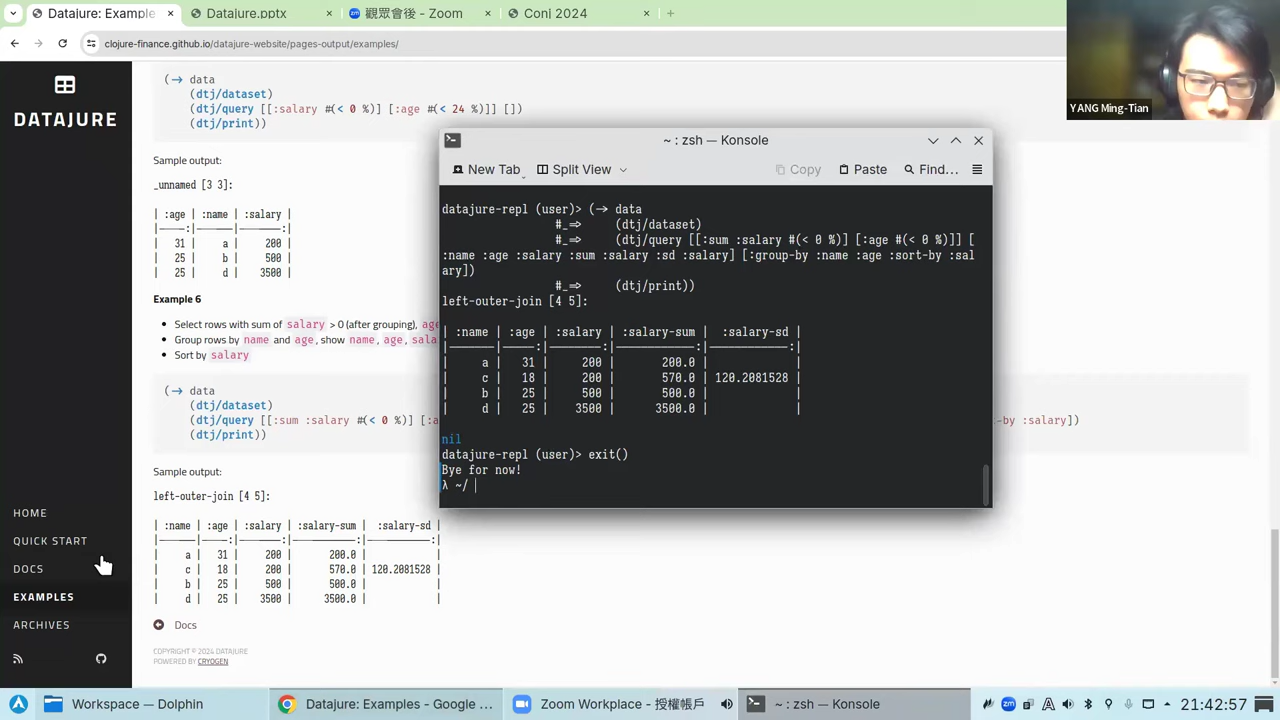 Datajure: Example
Datajure.pptx
觀眾會後 - Zoom
Conj 2024
clojure-finance.github.io/datajure-website/pages-output/examples/
YANG Ming-Tian
DATAJURE
HOME
QUICK START
DOCS
EXAMPLES
ARCHIVES
(-> data
(dtj/dataset)
(dtj/query [[:salary #(< 0 %)] [:age #(< 24 %)]] [])
(dtj/print))
Sample output:
_unnamed [3 3]:
| :age | :name | :salary |
|------:|-------|--------:|
| 31 | a | 200 |
| 25 | b | 500 |
| 25 | d | 3500 |
Example 6
Select rows with sum of salary > 0 (after grouping), age
Group rows by name and age, show name, age, sala
Sort by salary
(-> data
(dtj/dataset)
(dtj/query [[:sum :salary #(< 0 %)] [:a
-by :salary])
(dtj/print))
Sample output:
left-outer-join [4 5]:
| :name | :age | :salary | :salary-sum | :salary-sd |
|-------|-----:|--------:|------------:|-----------:|
| a | 31 | 200 | 200.0 | |
| c | 18 | 200 | 570.0 | 120.2081528 |
| b | 25 | 500 | 500.0 | |
| d | 25 | 3500 | 3500.0 | |
Docs
COPYRIGHT © 2024 DATAJURE
POWERED BY CRYOGEN
~ : zsh — Konsole
New Tab
Split View
Copy
Paste
Find...
datajure-repl (user)> (-> data
#_=> (dtj/dataset)
#_=> (dtj/query [[:sum :salary #(< 0 %)] [:age #(< 0 %)]] [
:name :age :salary :sum :salary :sd :salary] [:group-by :name :age :sort-by :sal
ary])
#_=> (dtj/print))
left-outer-join [4 5]:
| :name | :age | :salary | :salary-sum | :salary-sd |
|-------|-----:|--------:|------------:|-----------:|
| a | 31 | 200 | 200.0 | |
| c | 18 | 200 | 570.0 | 120.2081528 |
| b | 25 | 500 | 500.0 | |
| d | 25 | 3500 | 3500.0 | |
nil
datajure-repl (user)> exit()
Bye for now!
λ ~/
Workspace — Dolphin
Datajure: Examples - Google ...
Zoom Workplace - 授權帳戶
~ : zsh — Konsole
21:42:57